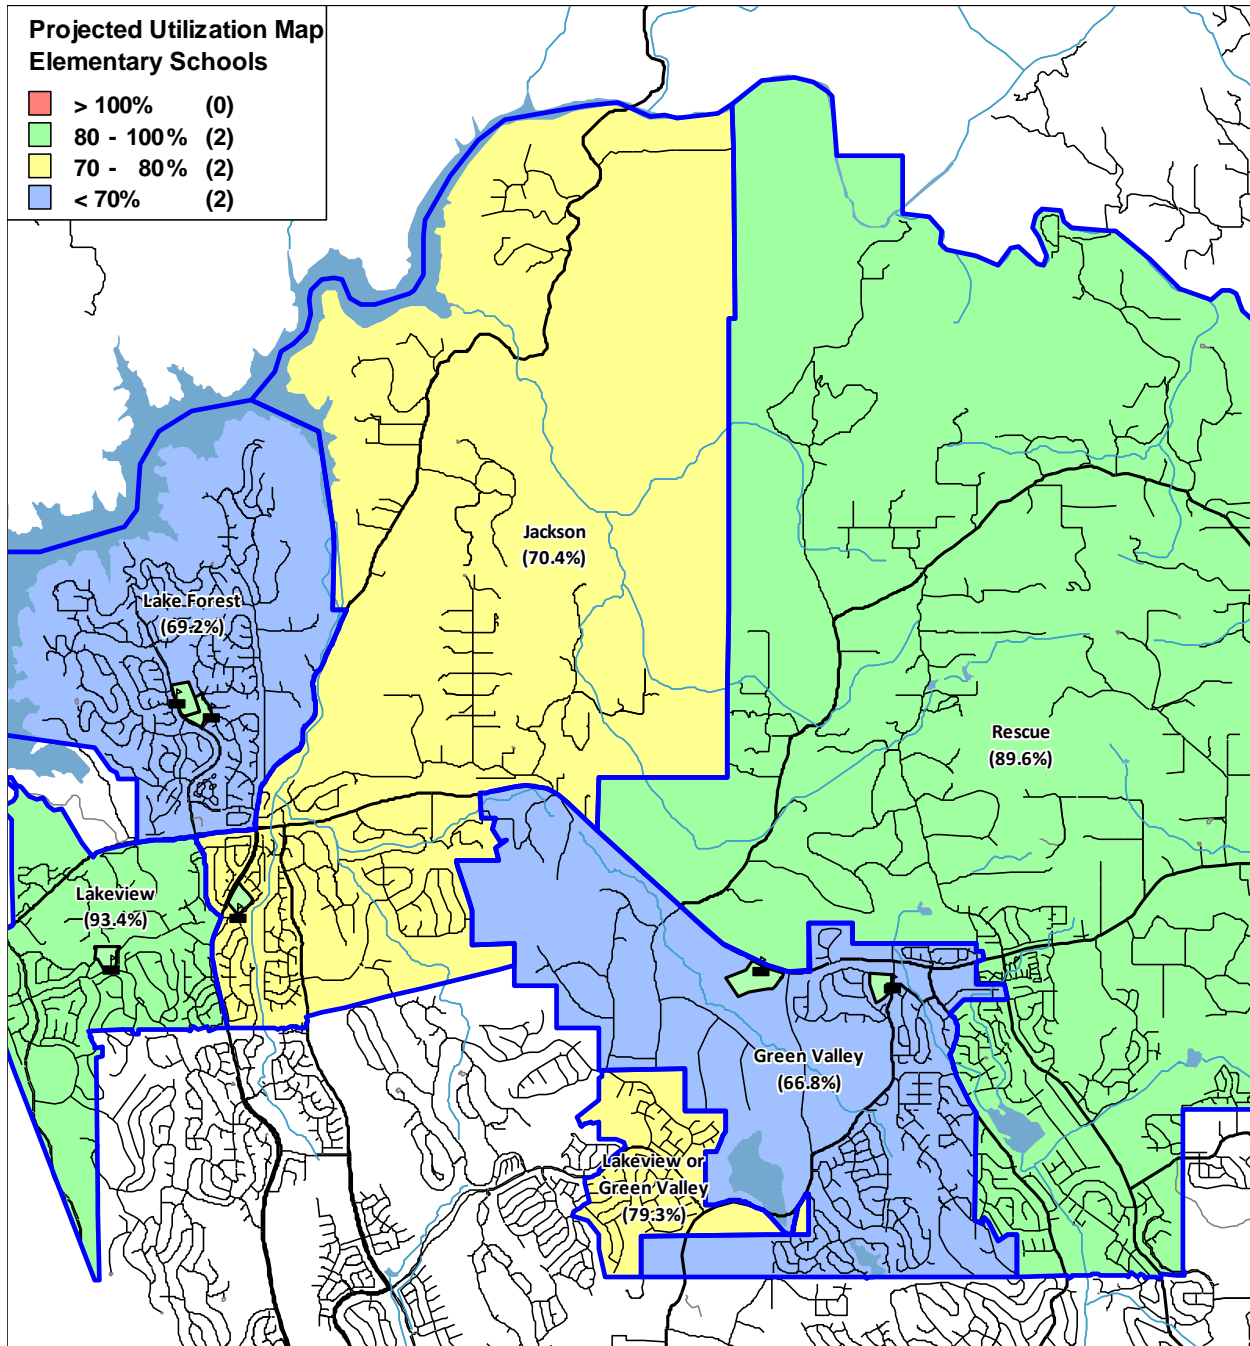 Projected Utilization Map
Elementary Schools
> 100% (0)
80 - 100% (2)
70 - 80% (2)
< 70% (2)
Jackson
(70.4%)
Lake Forest
(69.2%)
Rescue
(89.6%)
Lakeview
(93.4%)
Green Valley
(66.8%)
Lakeview or
Green Valley
(79.3%)